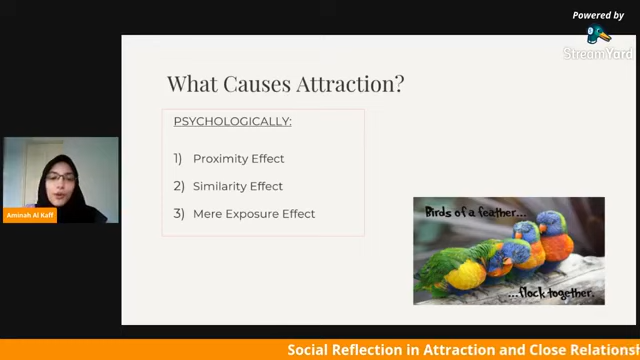 Powered by
StreamYard
What Causes Attraction?
PSYCHOLOGICALLY:
1) Proximity Effect
2) Similarity Effect
3) Mere Exposure Effect
Aminah Al Kaff
Birds of a feather...
...flock together.
Social Reflection in Attraction and Close Relations